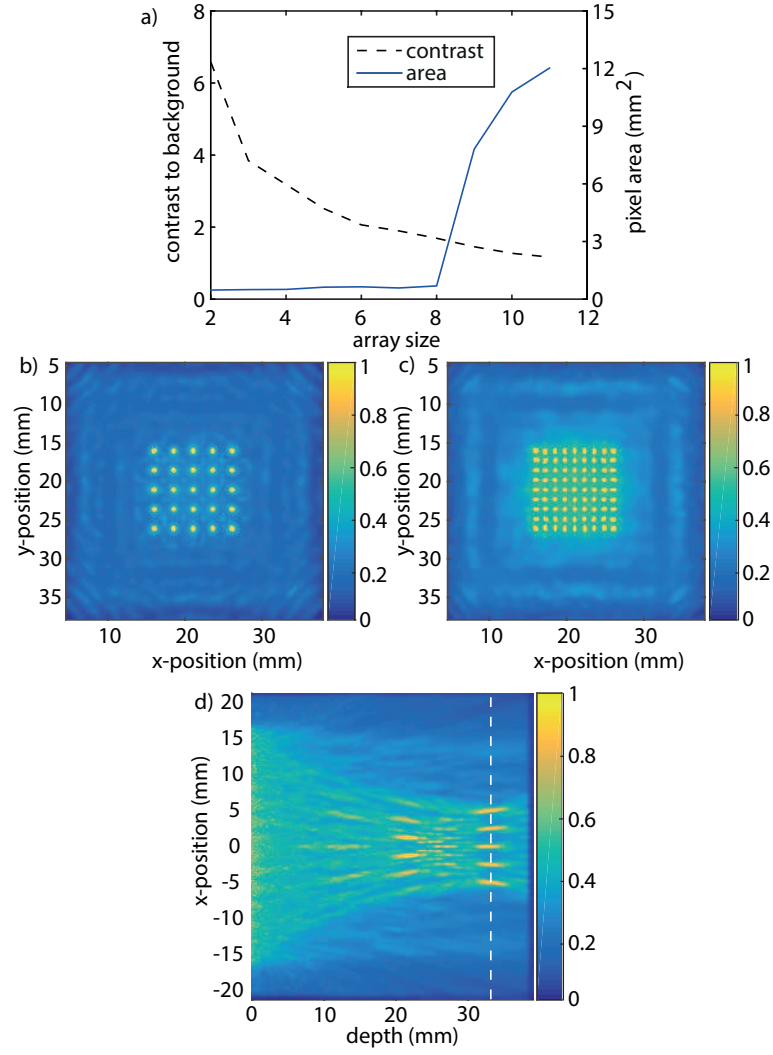 a)
8
6
4
2
0
contrast to background
15
12
9
6
3
0
pixel area (mm²)
contrast
area
2 4 6 8 10 12
array size
b)
5
10
15
20
25
30
35
y-position (mm)
10 30
x-position (mm)
1
0.8
0.6
0.4
0.2
0
c)
5
10
15
20
25
30
35
y-position (mm)
10 20 30
x-position (mm)
1
0.8
0.6
0.4
0.2
0
d)
20
15
10
5
0
-5
-10
-15
-20
x-position (mm)
0 10 20 30
depth (mm)
1
0.8
0.6
0.4
0.2
0